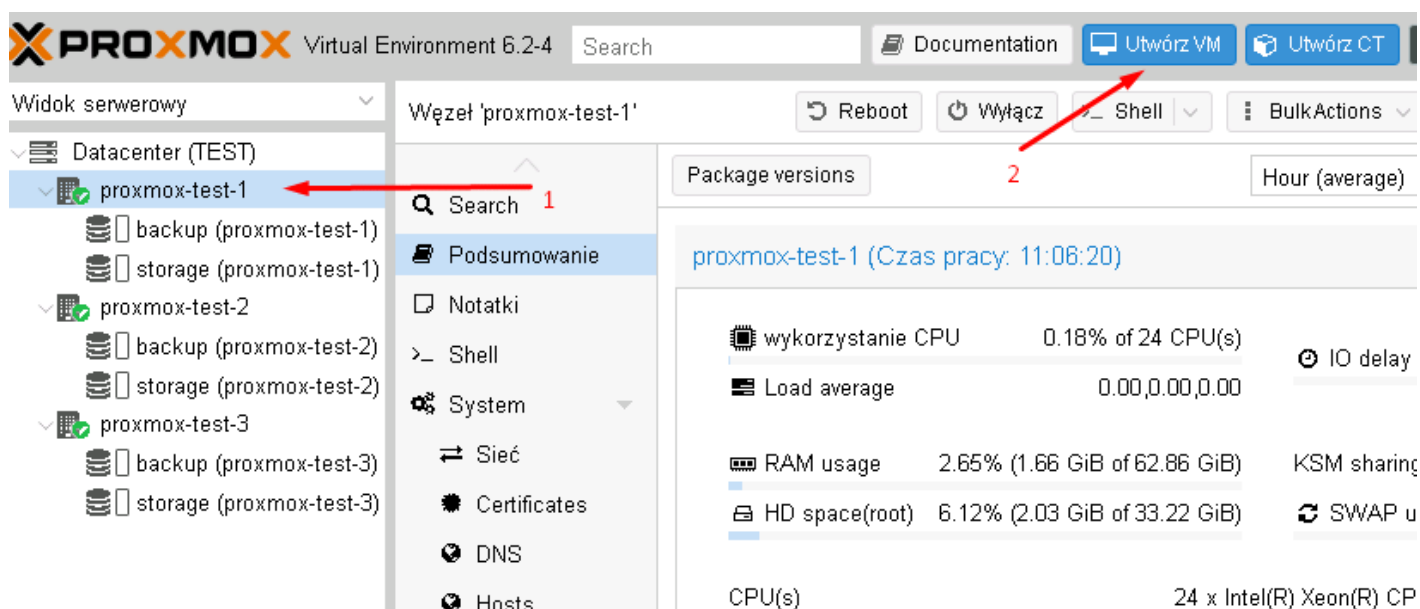 PROXMOX Virtual Environment 6.2-4 Search Documentation Utwórz VM Utwórz CT
Widok serwerowy
Węzeł 'proxmox-test-1' Reboot Wyłącz >_ Shell BulkActions
Datacenter (TEST)
proxmox-test-1
backup (proxmox-test-1)
storage (proxmox-test-1)
proxmox-test-2
backup (proxmox-test-2)
storage (proxmox-test-2)
proxmox-test-3
backup (proxmox-test-3)
storage (proxmox-test-3)
1
2
Search
Podsumowanie
Notatki
>_ Shell
System
Sieć
Certificates
DNS
Hosts
Package versions Hour (average)
proxmox-test-1 (Czas pracy: 11:06:20)
wykorzystanie CPU 0.18% of 24 CPU(s)
IO delay
Load average 0.00,0.00,0.00
RAM usage 2.65% (1.66 GiB of 62.86 GiB) KSM sharing
HD space(root) 6.12% (2.03 GiB of 33.22 GiB) SWAP u
CPU(s) 24 x Intel(R) Xeon(R) CP